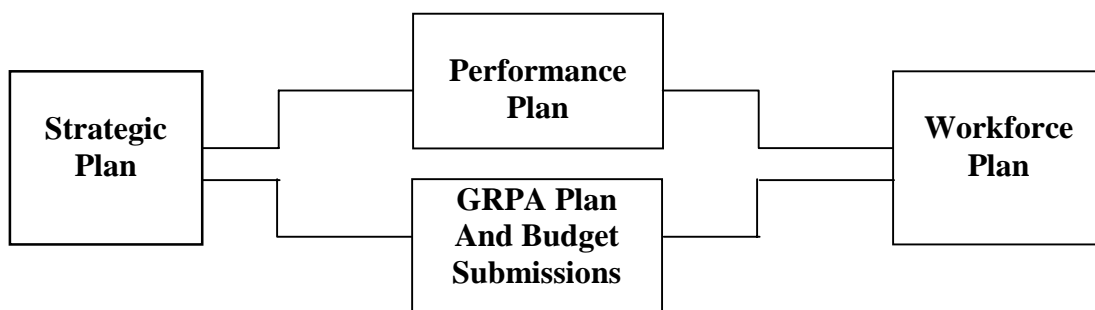 Strategic
Plan
Performance
Plan
GRPA Plan
And Budget
Submissions
Workforce
Plan